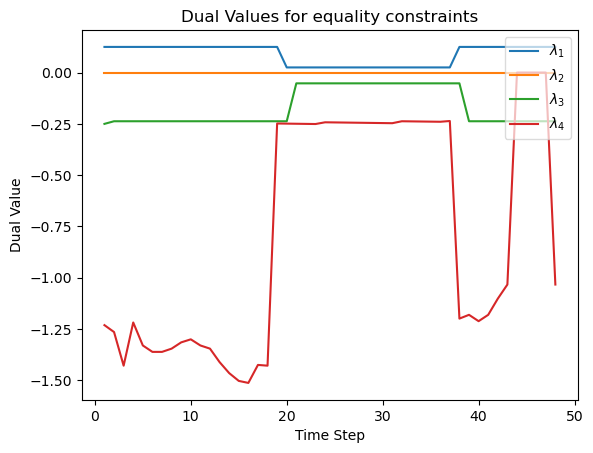 Dual Values for equality constraints
λ1
λ2
λ3
λ4
0.00
−0.25
−0.50
−0.75
−1.00
−1.25
−1.50
Dual Value
0
10
20
30
40
50
Time Step